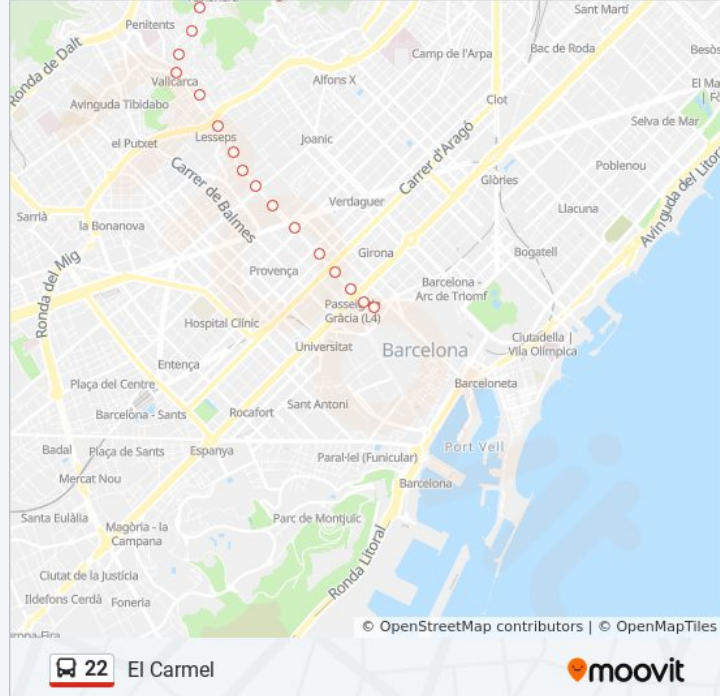 Sant Martí
Penitents
Ronda de Dalt
Camp de l'Arpa
Bac de Roda
Besòs
Vallcarca
Alfons X
El Ma
Avinguda Tibidabo
Clot
Selva de Mar
el Putxet
Lesseps
Joanic
Carrer d'Aragó
Poblenou
Carrer de Balmes
Glòries
Verdaguer
Llacuna
Avinguda del Litoral
Sarrià
la Bonanova
Girona
Bogatell
Ronda del Mig
Provença
Barcelona -
Arc de Triomf
Passeig de
Gràcia (L4)
Hospital Clínic
Universitat
Barcelona
Ciutadella |
Vila Olímpica
Entença
Plaça del Centre
Barceloneta
Barcelona - Sants
Rocafort
Sant Antoni
Badal
Plaça de Sants
Espanya
Paral·lel (Funicular)
Port Vell
Mercat Nou
Barcelona
Santa Eulàlia
Magòria - la
Campana
Parc de Montjuïc
Ronda Litoral
Ciutat de la Justícia
Ildefons Cerdà
Foneria
ropa-Fira
© OpenStreetMap contributors | © OpenMapTiles
22 El Carmel
moovit